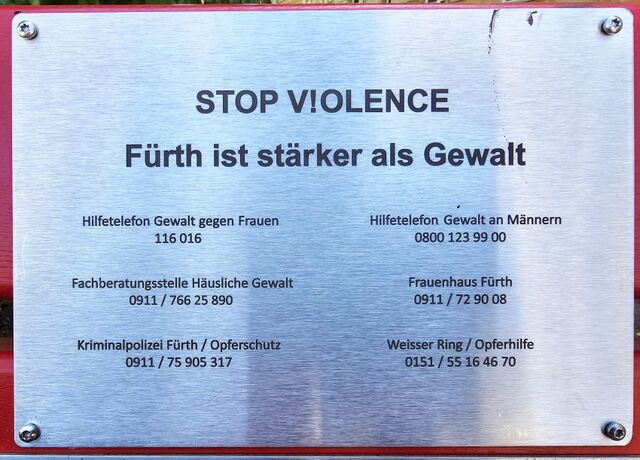 STOP V!OLENCE
Fürth ist stärker als Gewalt
Hilfetelefon Gewalt gegen Frauen
116 016
Hilfetelefon Gewalt an Männern
0800 123 99 00
Fachberatungsstelle Häusliche Gewalt
0911 / 766 25 890
Frauenhaus Fürth
0911 / 72 90 08
Kriminalpolizei Fürth / Opferschutz
0911 / 75 905 317
Weisser Ring / Opferhilfe
0151 / 55 16 46 70